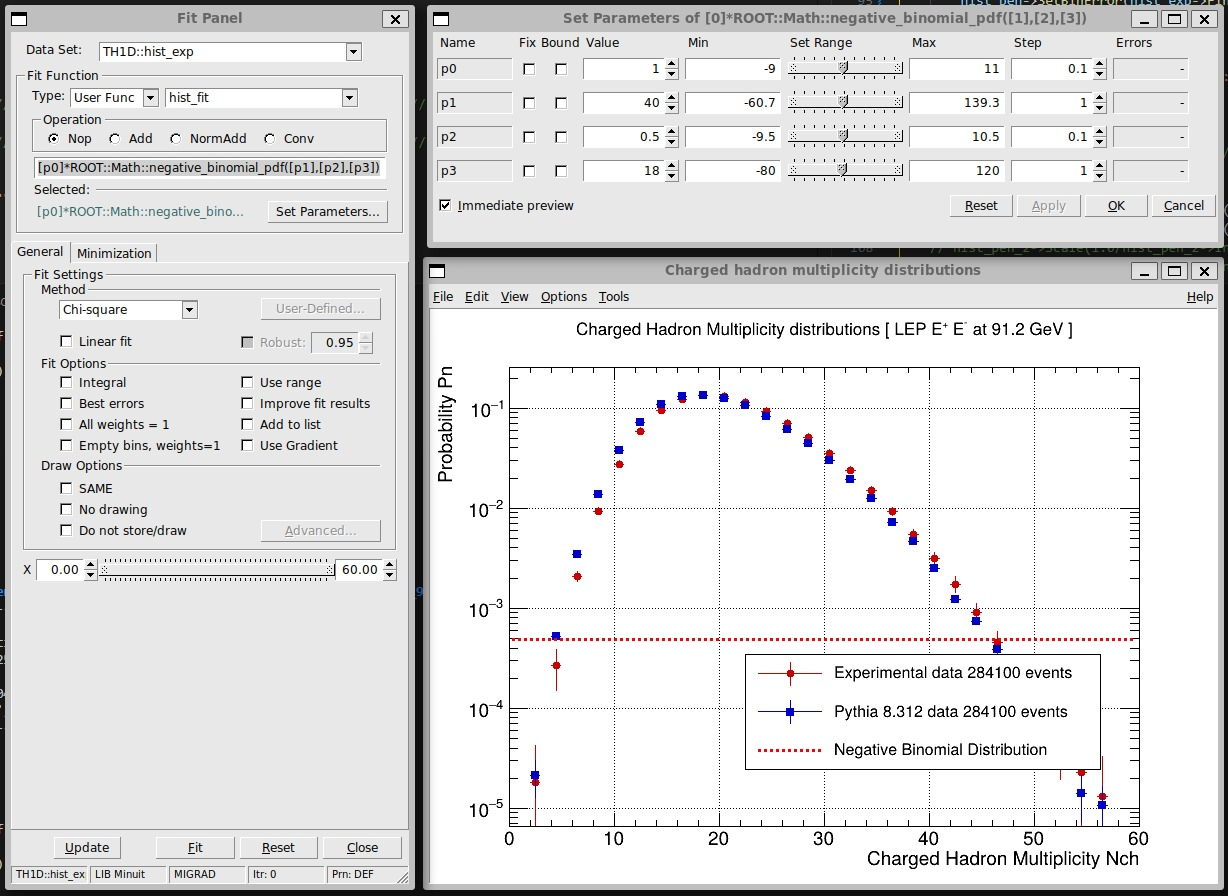 Fit Panel
Data Set: TH1D::hist_exp
Fit Function
Type: User Func hist_fit
Operation
Nop Add NormAdd Conv
[p0]*ROOT::Math::negative_binomial_pdf([p1],[p2],[p3])
Selected:
[p0]*ROOT::Math::negative_bino... Set Parameters...
General Minimization
Fit Settings
Method
Chi-square User-Defined...
Linear fit Robust: 0.95
Fit Options
Integral Use range
Best errors Improve fit results
All weights = 1 Add to list
Empty bins, weights=1 Use Gradient
Draw Options
SAME
No drawing
Do not store/draw Advanced...
X 0.00 60.00
Update Fit Reset Close
TH1D::hist_ex LIB Minuit MIGRAD Itr: 0 Prn: DEF
Set Parameters of [0]*ROOT::Math::negative_binomial_pdf([1],[2],[3])
Name Fix Bound Value Min Set Range Max Step Errors
p0 1 -9 11 0.1 -
p1 40 -60.7 139.3 1 -
p2 0.5 -9.5 10.5 0.1 -
p3 18 -80 120 1 -
Immediate preview Reset Apply OK Cancel
Charged hadron multiplicity distributions
File Edit View Options Tools Help
Charged Hadron Multiplicity distributions [ LEP E⁺ E⁻ at 91.2 GeV ]
Probability Pn
10⁻¹
10⁻²
10⁻³
10⁻⁴
10⁻⁵
Experimental data 284100 events
Pythia 8.312 data 284100 events
Negative Binomial Distribution
0 10 20 30 40 50 60
Charged Hadron Multiplicity Nch